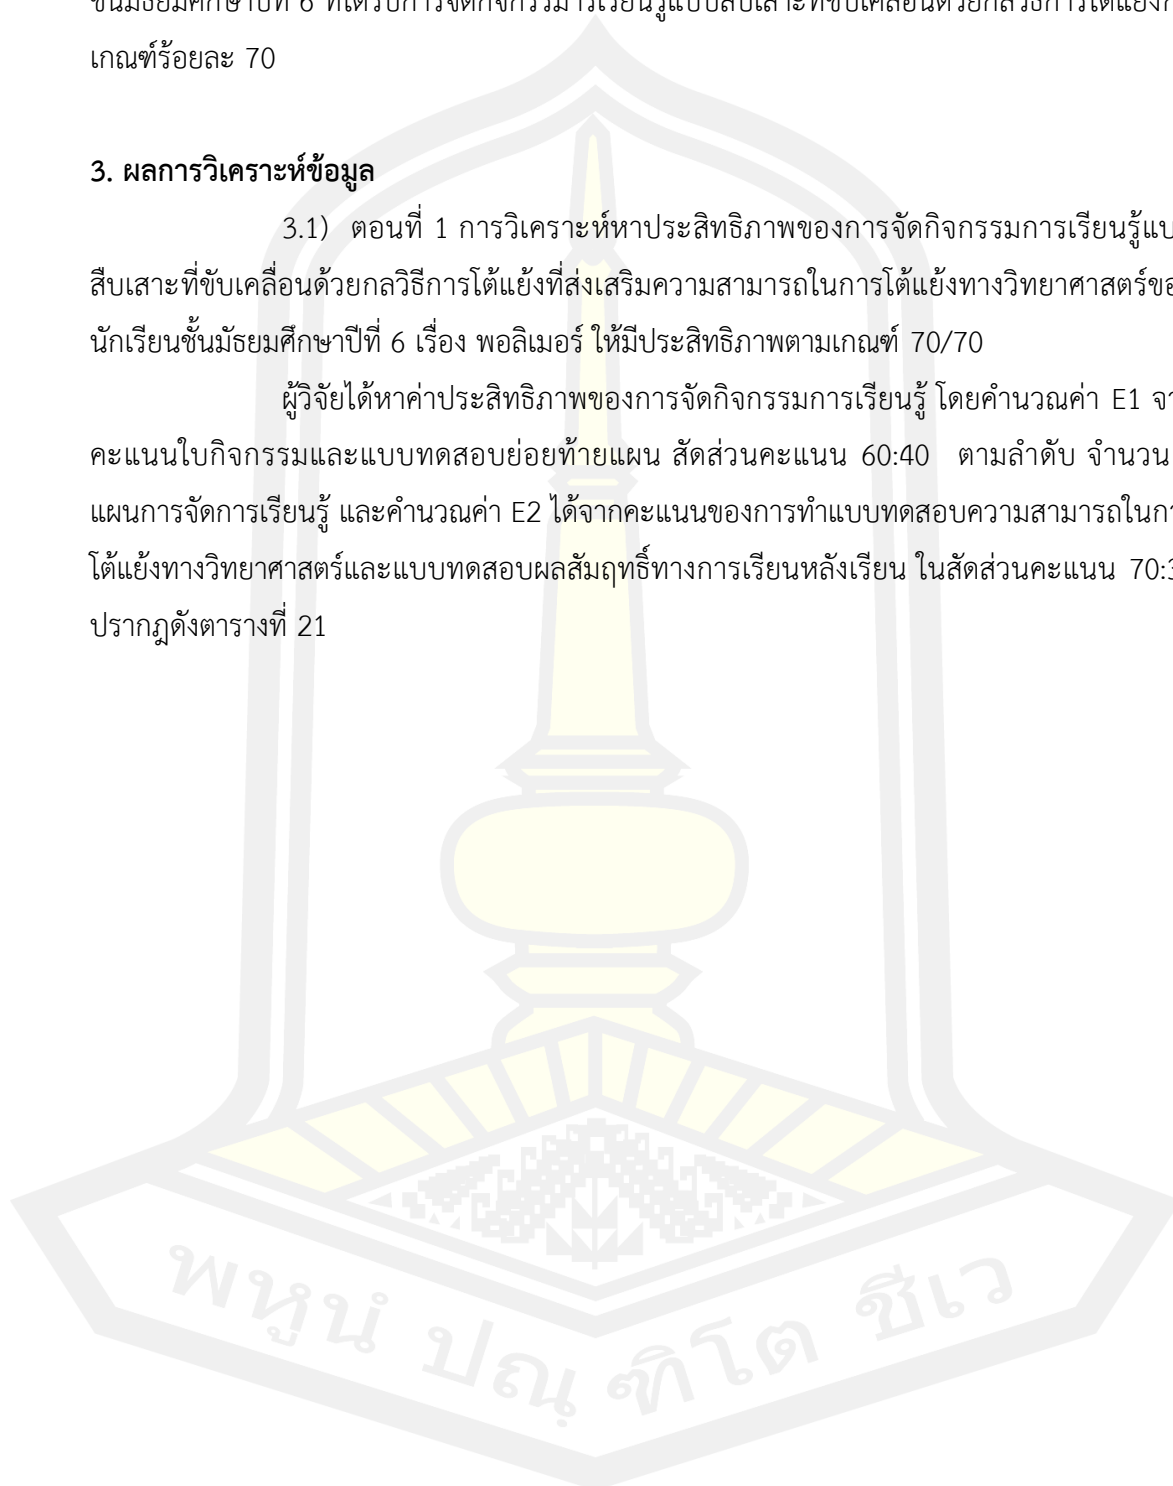 ชั้นมัธยมศึกษาปีที่ 6 ที่ได้รับการจัดกิจกรรมารเรียนรู้แบบสืบเสาะที่ขับเคลื่อนด้วยกลวิธีการโต้แย้ง
เกณฑ์ร้อยละ 70
3. ผลการวิเคราะห์ข้อมูล
3.1) ตอนที่ 1 การวิเคราะห์หาประสิทธิภาพของการจัดกิจกรรมการเรียนรู้แบ
สืบเสาะที่ขับเคลื่อนด้วยกลวิธีการโต้แย้งที่ส่งเสริมความสามารถในการโต้แย้งทางวิทยาศาสตร์ขอ
นักเรียนชั้นมัธยมศึกษาปีที่ 6 เรื่อง พอลิเมอร์ ให้มีประสิทธิภาพตามเกณฑ์ 70/70
ผู้วิจัยได้หาค่าประสิทธิภาพของการจัดกิจกรรมการเรียนรู้ โดยคำนวณค่า E1 จา
คะแนนใบกิจกรรมและแบบทดสอบย่อยท้ายแผน สัดส่วนคะแนน 60:40 ตามลำดับ จำนวน
แผนการจัดการเรียนรู้ และคำนวณค่า E2 ได้จากคะแนนของการทำแบบทดสอบความสามารถในกา
โต้แย้งทางวิทยาศาสตร์และแบบทดสอบผลสัมฤทธิ์ทางการเรียนหลังเรียน ในสัดส่วนคะแนน 70:3
ปรากฎดังตารางที่ 21
พหูนํ ปณฺ ฑิโต ชีเว